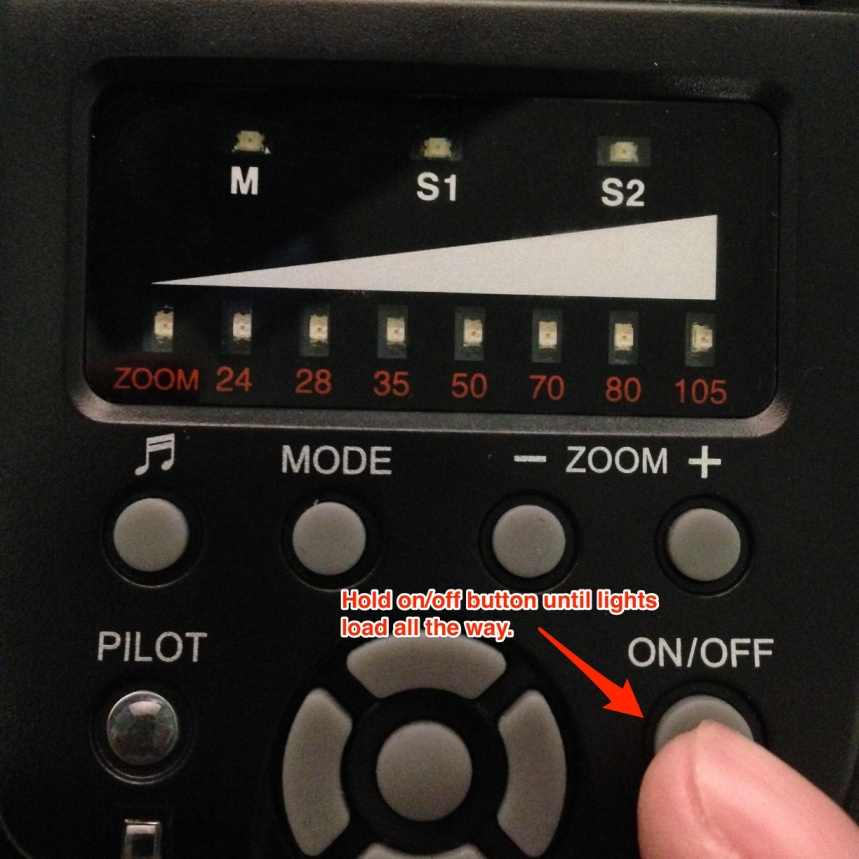 M S1 S2
ZOOM 24 28 35 50 70 80 105
MODE − ZOOM +
Hold on/off button until lights
load all the way.
PILOT ON/OFF